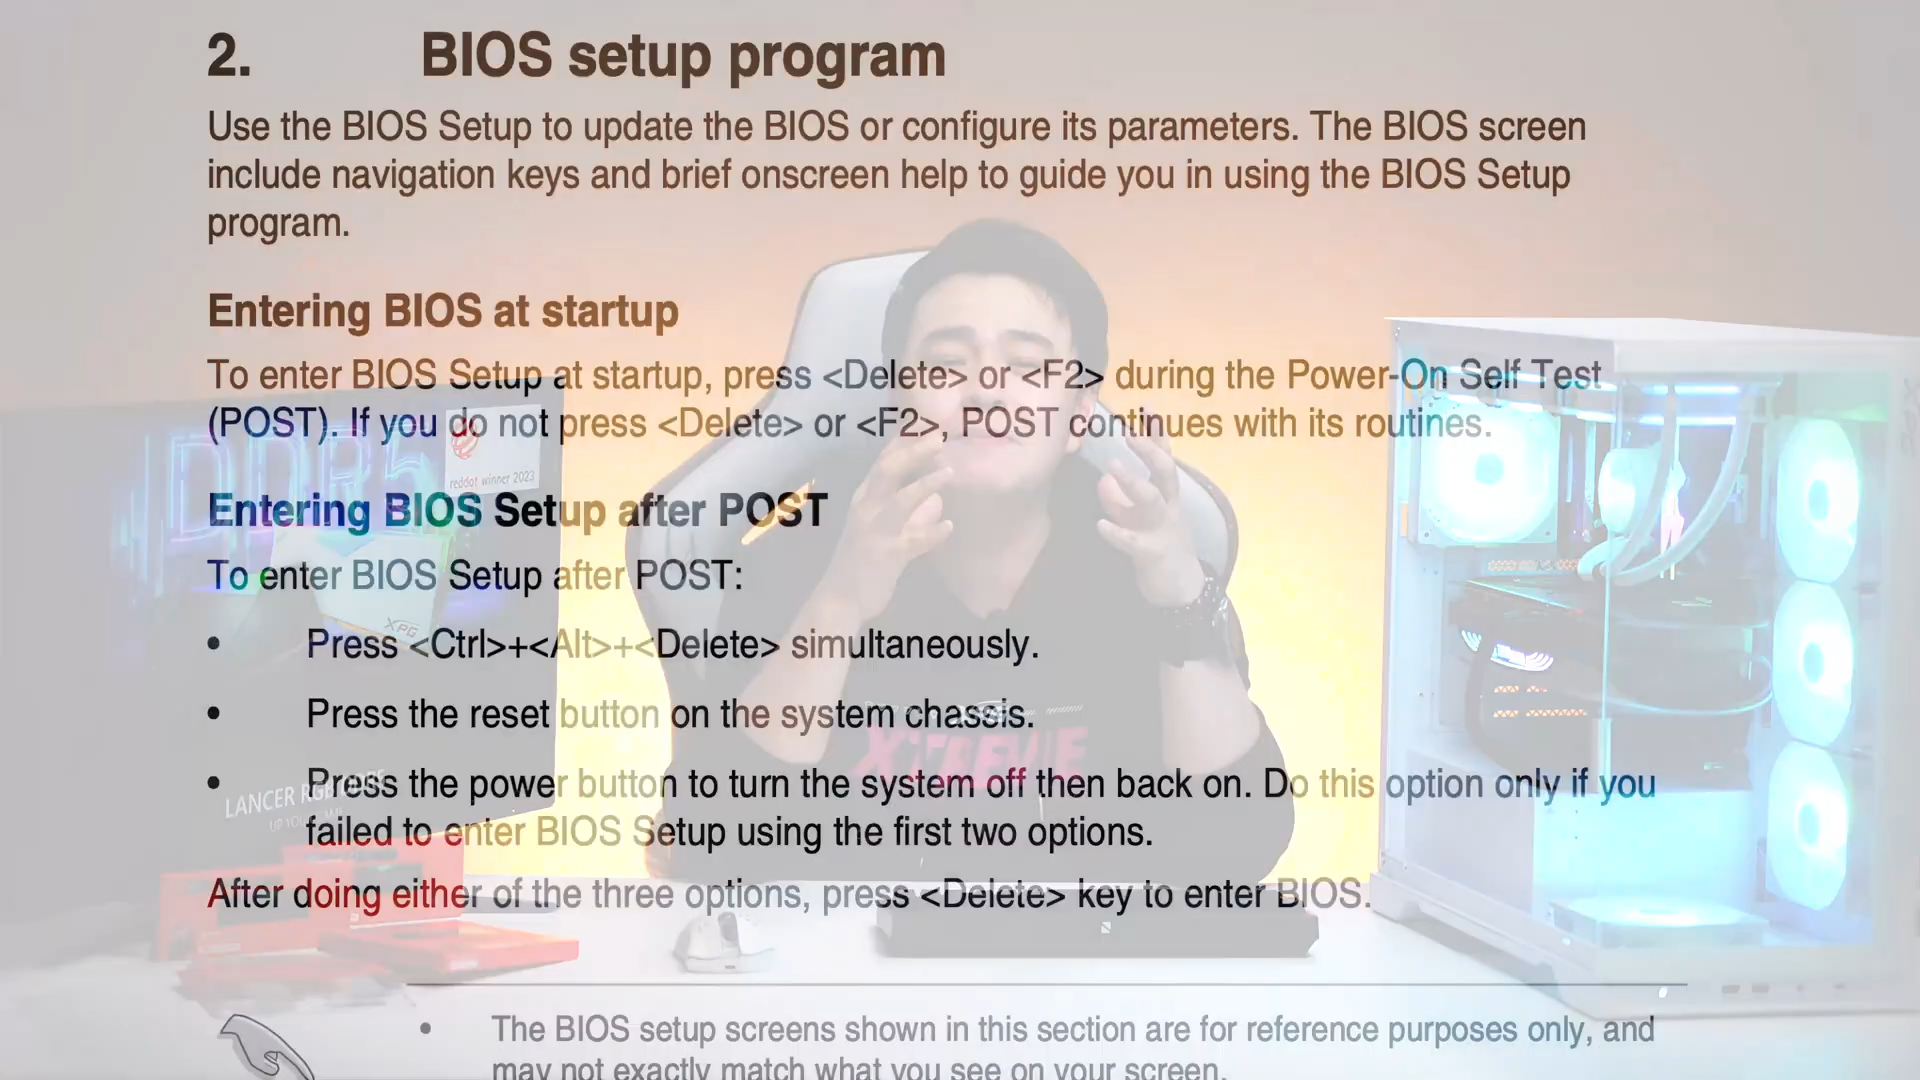 2. BIOS setup program
Use the BIOS Setup to update the BIOS or configure its parameters. The BIOS screen
include navigation keys and brief onscreen help to guide you in using the BIOS Setup
program.
Entering BIOS at startup
To enter BIOS Setup at startup, press <Delete> or <F2> during the Power-On Self Test
(POST). If you do not press <Delete> or <F2>, POST continues with its routines.
DDR5
reddot winner 2023
Entering BIOS Setup after POST
To enter BIOS Setup after POST:
XPG
• Press <Ctrl>+<Alt>+<Delete> simultaneously.
• Press the reset button on the system chassis.
XTREME
• Press the power button to turn the system off then back on. Do this option only if you
failed to enter BIOS Setup using the first two options.
LANCER RGB
After doing either of the three options, press <Delete> key to enter BIOS.
• The BIOS setup screens shown in this section are for reference purposes only, and
may not exactly match what you see on your screen.